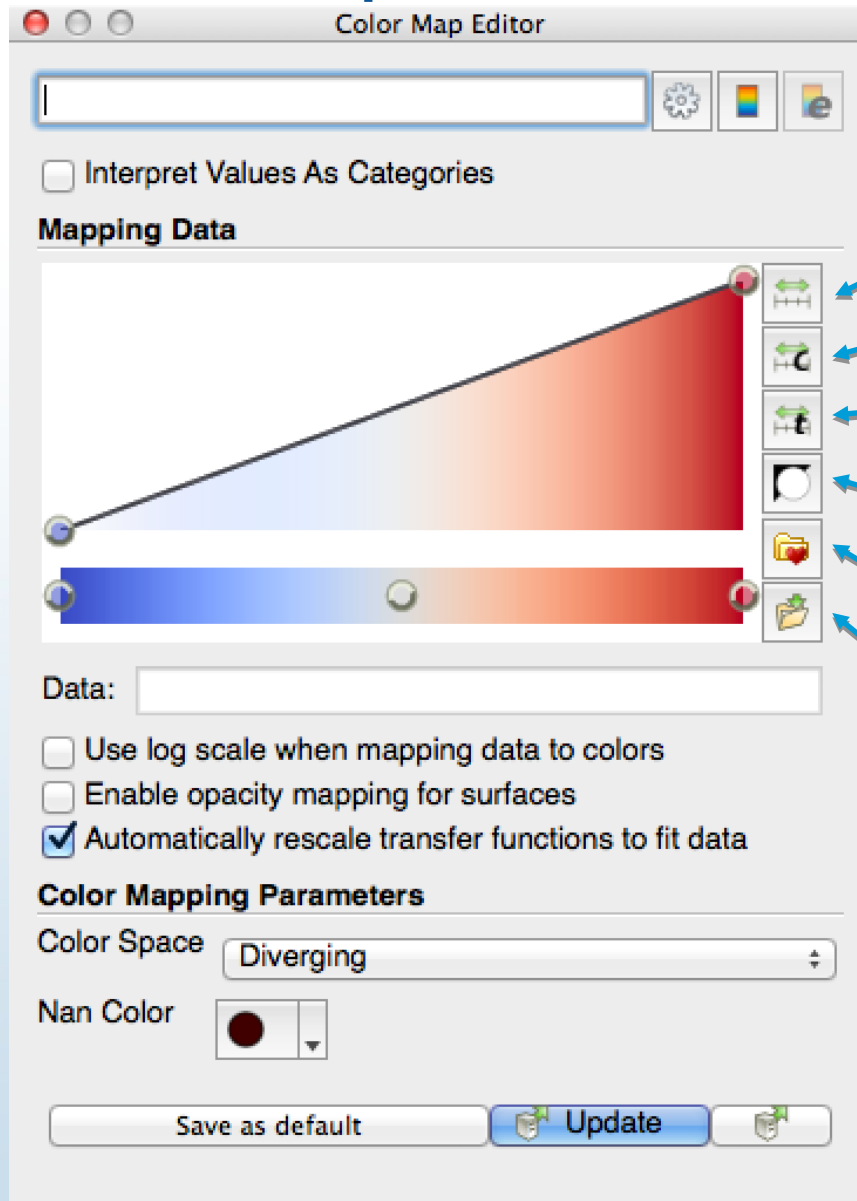 Color Map Editor
e
Interpret Values As Categories
Mapping Data
c
t
Data:
Use log scale when mapping data to colors
Enable opacity mapping for surfaces
Automatically rescale transfer functions to fit data
Color Mapping Parameters
Color Space Diverging
Nan Color
Save as default Update